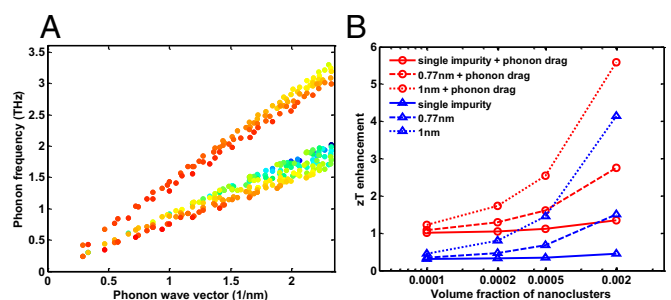 A
Phonon frequency (THz)
3.5
3
2.5
2
1.5
1
0.5
0
0
0.5
1
1.5
2
Phonon wave vector (1/nm)
B
zT enhancement
6
5
4
3
2
1
0
single impurity + phonon drag
0.77nm + phonon drag
1nm + phonon drag
single impurity
0.77nm
1nm
0.0001
0.0002
0.0005
0.002
Volume fraction of nanoclusters